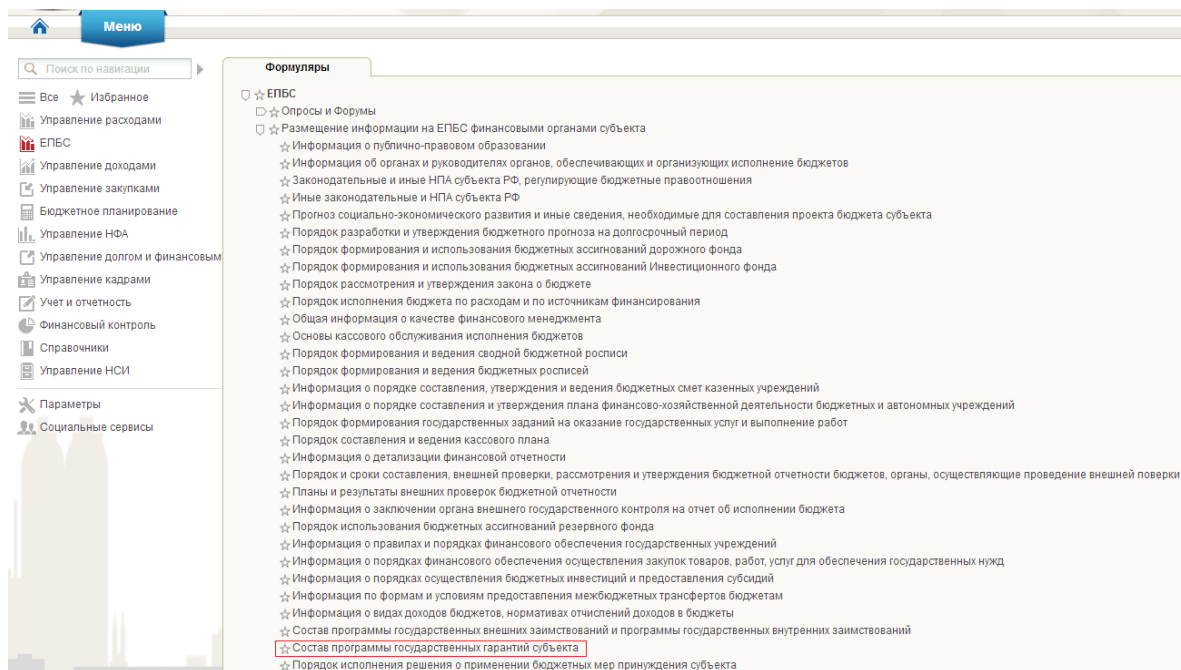 Меню
Поиск по навигации
Все Избранное
Управление расходами
ЕПБС
Управление доходами
Управление закупками
Бюджетное планирование
Управление НФА
Управление долгом и финансовым
Управление кадрами
Учет и отчетность
Финансовый контроль
Справочники
Управление НСИ
Параметры
Социальные сервисы
Формуляры
ЕПБС
Опросы и Форумы
Размещение информации на ЕПБС финансовыми органами субъекта
Информация о публично-правовом образовании
Информация об органах и руководителях органов, обеспечивающих и организующих исполнение бюджетов
Законодательные и иные НПА субъекта РФ, регулирующие бюджетные правоотношения
Иные законодательные и НПА субъекта РФ
Прогноз социально-экономического развития и иные сведения, необходимые для составления проекта бюджета субъекта
Порядок разработки и утверждения бюджетного прогноза на долгосрочный период
Порядок формирования и использования бюджетных ассигнований дорожного фонда
Порядок формирования и использования бюджетных ассигнований Инвестиционного фонда
Порядок рассмотрения и утверждения закона о бюджете
Порядок исполнения бюджета по расходам и по источникам финансирования
Общая информация о качестве финансового менеджмента
Основы кассового обслуживания исполнения бюджетов
Порядок формирования и ведения сводной бюджетной росписи
Порядок формирования и ведения бюджетных росписей
Информация о порядке составления, утверждения и ведения бюджетных смет казенных учреждений
Информация о порядке составления и утверждения плана финансово-хозяйственной деятельности бюджетных и автономных учреждений
Порядок формирования государственных заданий на оказание государственных услуг и выполнение работ
Порядок составления и ведения кассового плана
Информация о детализации финансовой отчетности
Порядок и сроки составления, внешней проверки, рассмотрения и утверждения бюджетной отчетности бюджетов, органы, осуществляющие проведение внешней поверки
Планы и результаты внешних проверок бюджетной отчетности
Информация о заключении органа внешнего государственного контроля на отчет об исполнении бюджета
Порядок использования бюджетных ассигнований резервного фонда
Информация о правилах и порядках финансового обеспечения государственных учреждений
Информация о порядках финансового обеспечения осуществления закупок товаров, работ, услуг для обеспечения государственных нужд
Информация о порядках осуществления бюджетных инвестиций и предоставления субсидий
Информация по формам и условиям предоставления межбюджетных трансфертов бюджетам
Информация о видах доходов бюджетов, нормативах отчислений доходов в бюджеты
Состав программы государственных внешних заимствований и программы государственных внутренних заимствований
Состав программы государственных гарантий субъекта
Порядок исполнения решения о применении бюджетных мер принуждения субъекта